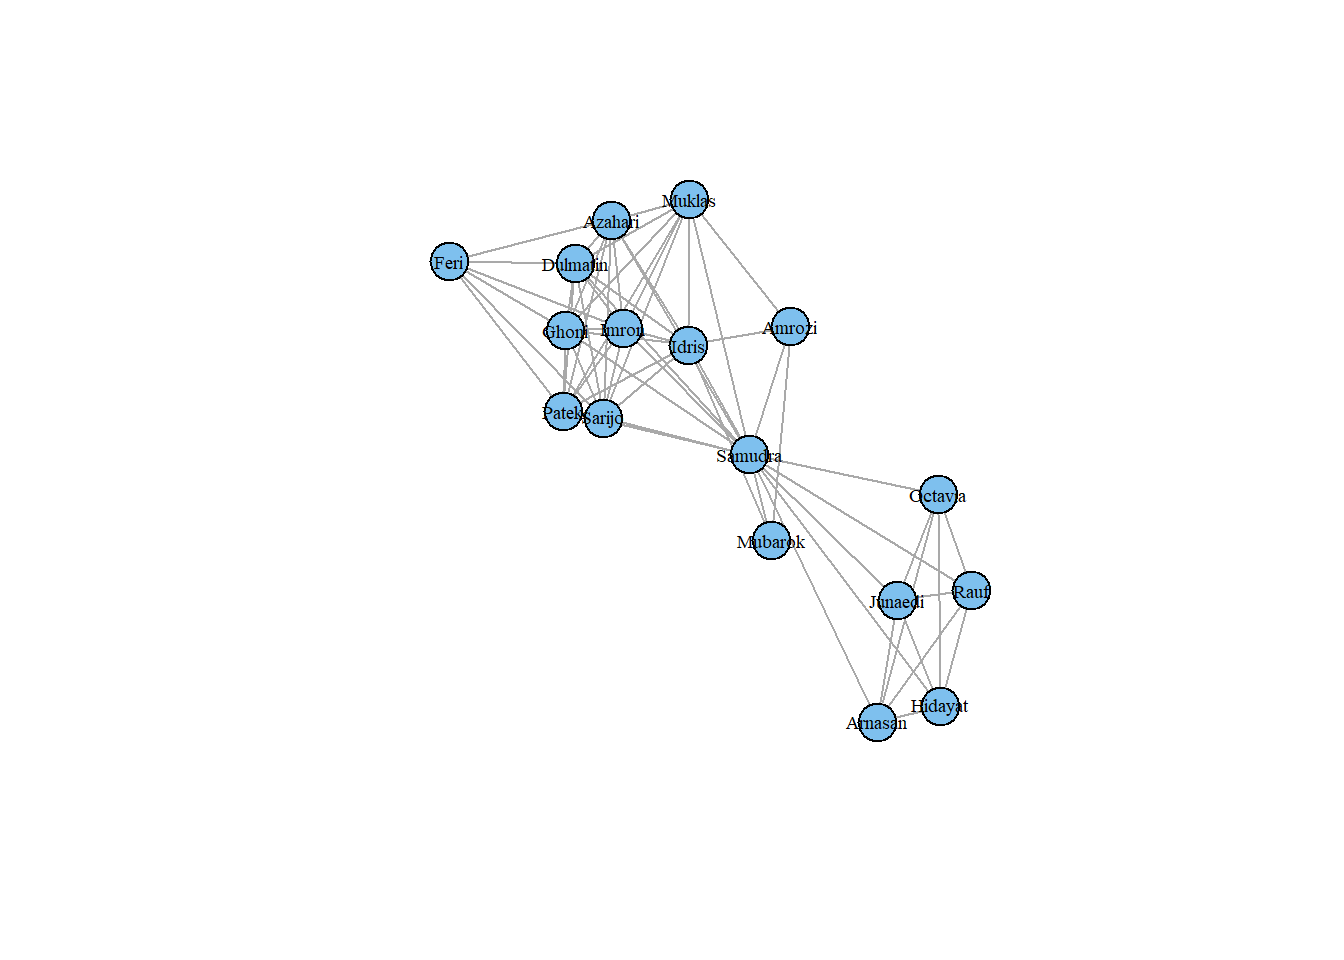 Muklas
Azahari
Feri
Dulmatin
Amrozi
Ghoni
Imron
Idris
Patek
Sarijo
Samudra
Octavia
Mubarok
Junaedi
Rauf
Hidayat
Arnasan